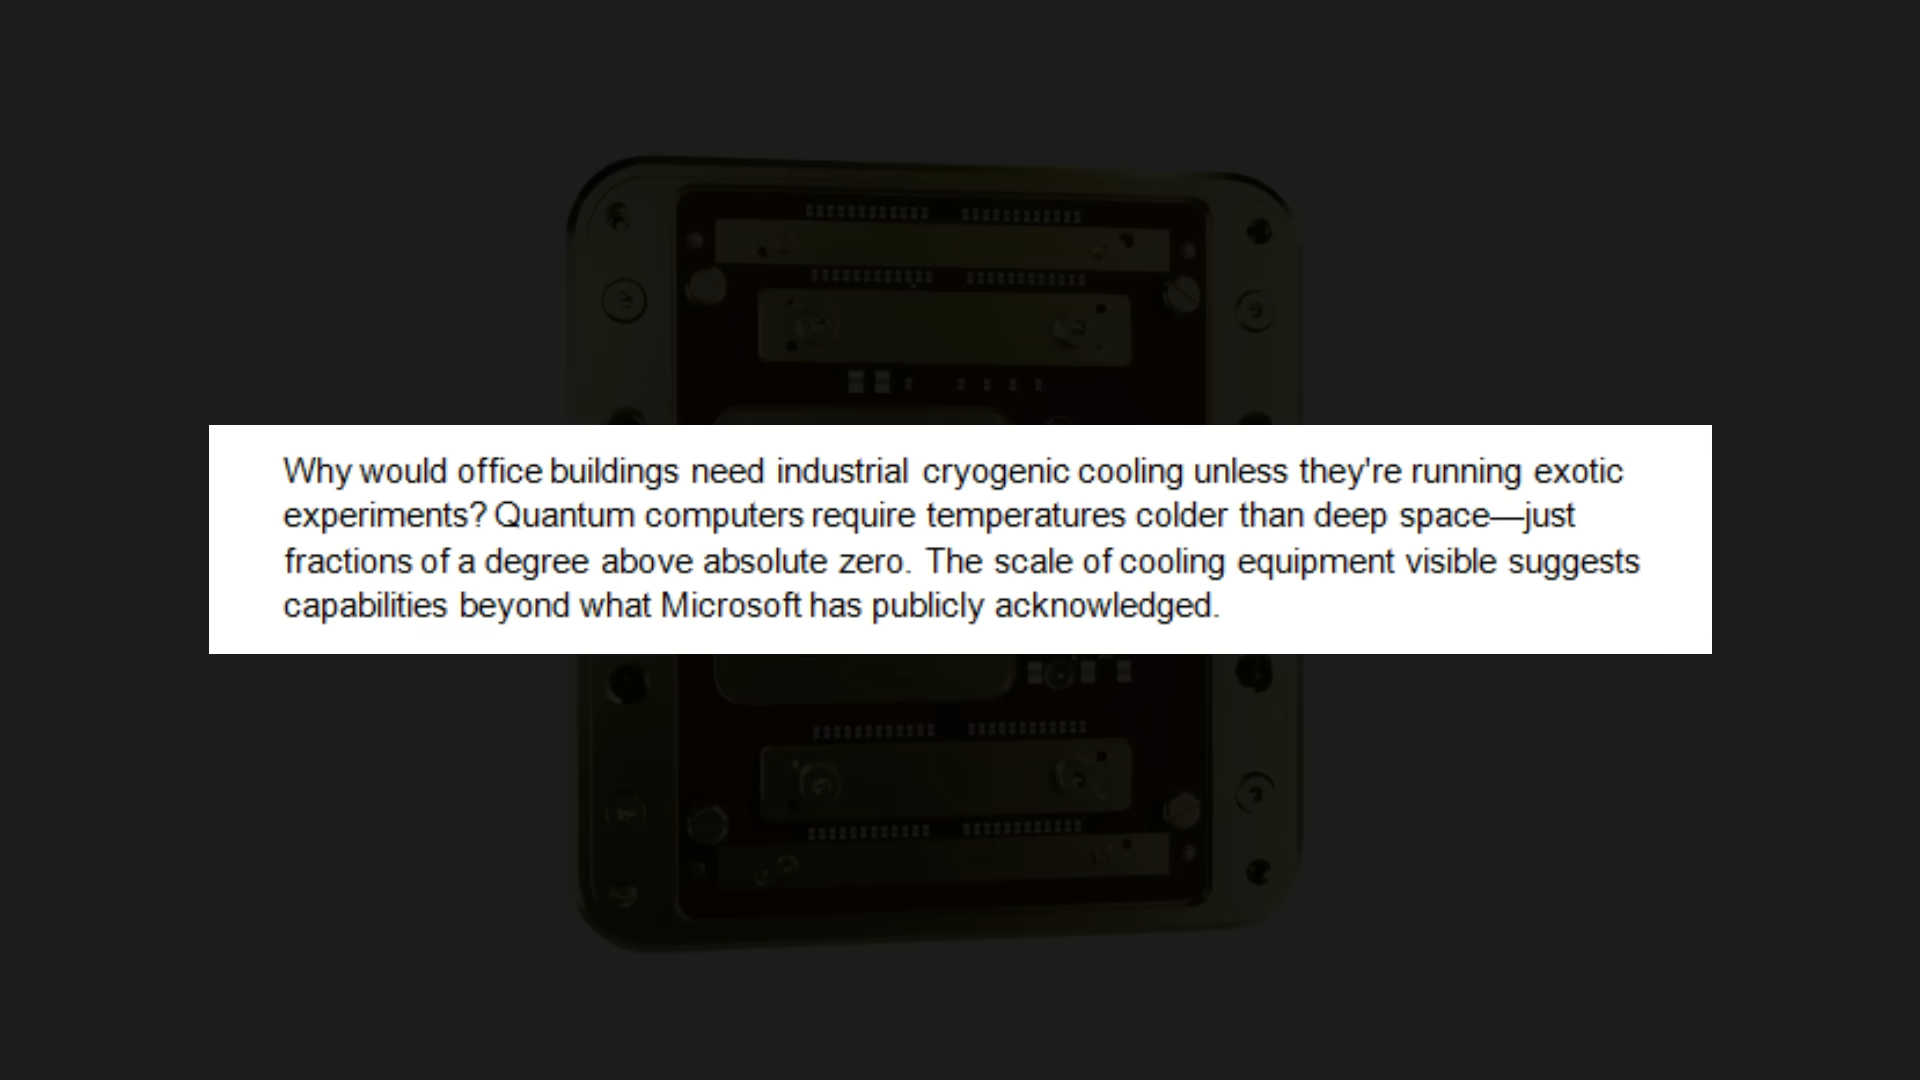 Why would office buildings need industrial cryogenic cooling unless they're running exotic
experiments? Quantum computers require temperatures colder than deep space—just
fractions of a degree above absolute zero. The scale of cooling equipment visible suggests
capabilities beyond what Microsoft has publicly acknowledged.